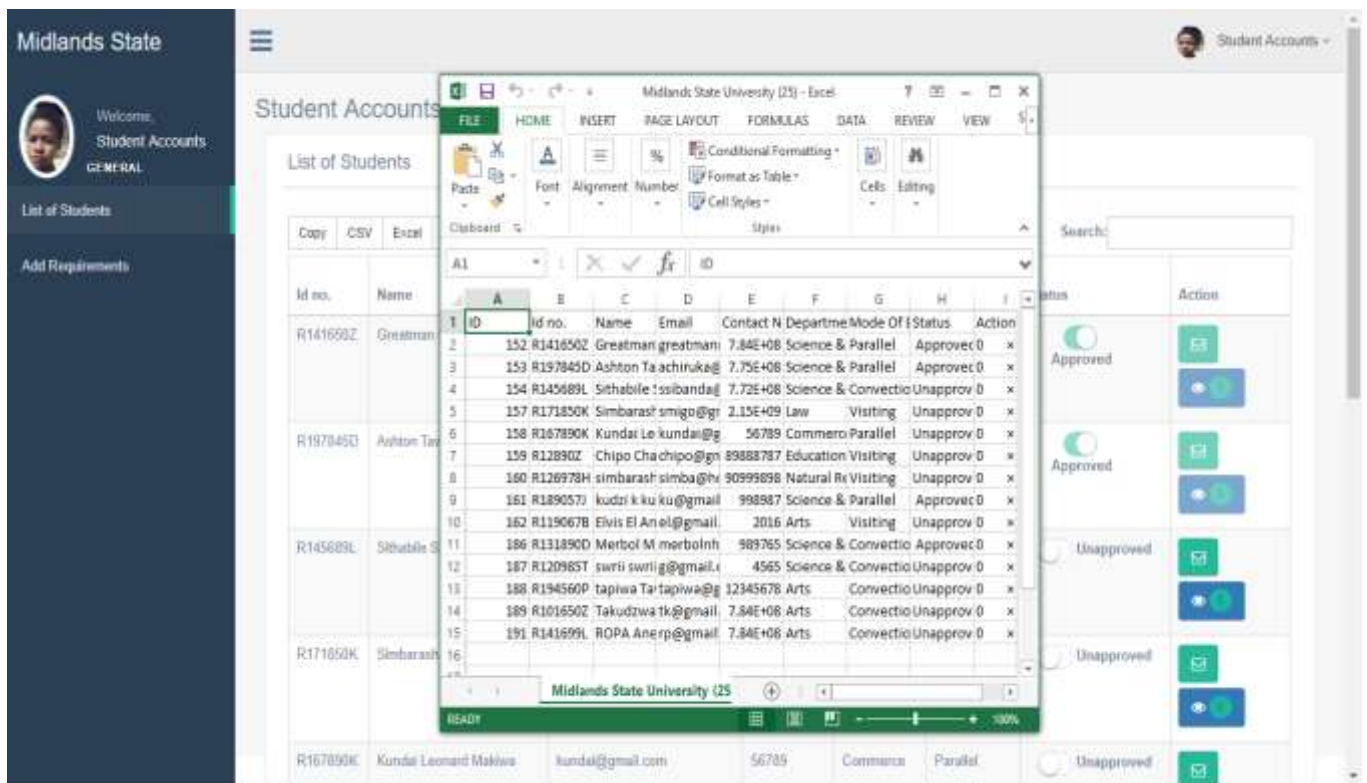 Midlands State
Student Accounts
Welcome,
Student Accounts
GENERAL
List of Students
Add Requirements
Student Accounts
List of Students
Copy CSV Excel
Search:
Id no. Name Action
R141650Z Greatman Approved
R197845D Ashton Approved
R145689L Sithabile S Unapproved
R171850K Simbarash Unapproved
R167890K Kundai Leonard Makiwa kundai@gmail.com 56789 Commerce Parallel Unapproved
Midlands State University (25) - Excel
FILE HOME INSERT PAGE LAYOUT FORMULAS DATA REVIEW VIEW
Paste Font Alignment Number Conditional Formatting Cells Editing
Format as Table
Cell Styles
Clipboard Styles
A1 fx ID
A B C D E F G H I
1 ID Id no. Name Email Contact N Departme Mode Of Status Action
2 152 R141650Z Greatman greatman 7.84E+08 Science & Parallel Approved 0 ×
3 153 R197845D Ashton Ta achiruka@ 7.75E+08 Science & Parallel Approved 0 ×
4 154 R145689L Sithabile ssibanda@ 7.72E+08 Science & Convectio Unapprov 0 ×
5 157 R171850K Simbarash smigo@gr 2.15E+09 Law Visiting Unapprov 0 ×
6 158 R167890K Kundai Le kundai@g 56789 Commerc Parallel Unapprov 0 ×
7 159 R12890Z Chipo Cha chipo@gn 89888787 Education Visiting Unapprov 0 ×
8 160 R126978H simbarash simba@h 90999898 Natural Re Visiting Unapprov 0 ×
9 161 R189057J kudzi k ku ku@gmail 998987 Science & Parallel Approved 0 ×
10 162 R119067B Elvis El An el@gmail. 2016 Arts Visiting Unapprov 0 ×
11 186 R131890D Merbol M merbolnh 989765 Science & Convectio Approved 0 ×
12 187 R120985T swrii swrii g@gmail. 4565 Science & Convectio Unapprov 0 ×
13 188 R194560P tapiwa Ta tapiwa@g 12345678 Arts Convectio Unapprov 0 ×
14 189 R101650Z Takudzwa tk@gmail. 7.84E+08 Arts Convectio Unapprov 0 ×
15 191 R141699L ROPA Ane rp@gmail 7.84E+08 Arts Convectio Unapprov 0 ×
16
Midlands State University (25
READY 100%